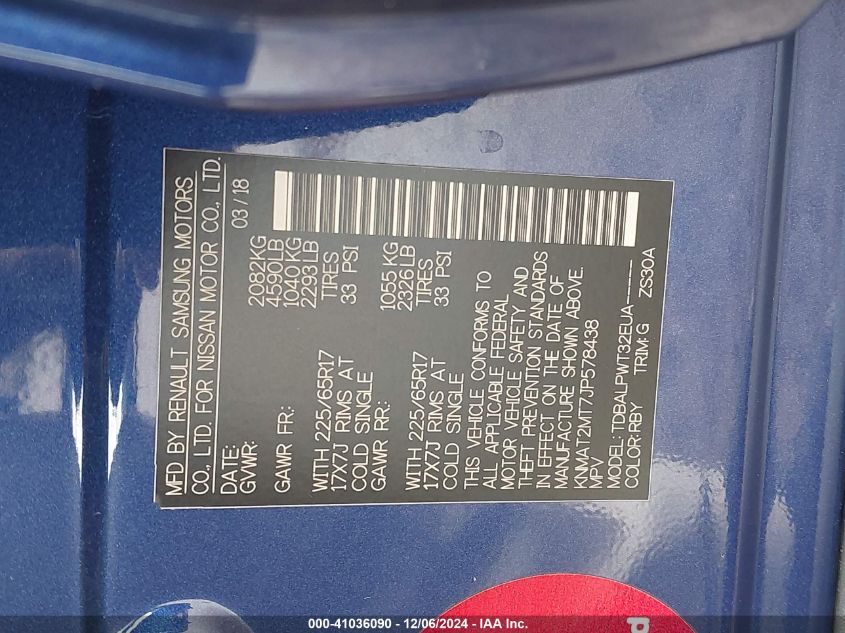 MFD BY RENAULT SAMSUNG MOTORS
CO., LTD. FOR NISSAN MOTOR CO., LTD.
DATE: 03 / 18
GVWR: 2082KG
4590LB
GAWR FR: 1040 KG
2293LB
WITH 225/65R17 TIRES
17X7J RIMS AT 33 PSI
COLD SINGLE
GAWR RR: 1055 KG
2326LB
WITH 225/65R17 TIRES
17X7J RIMS AT 33 PSI
COLD SINGLE
THIS VEHICLE CONFORMS TO
ALL APPLICABLE FEDERAL
MOTOR VEHICLE SAFETY AND
THEFT PREVENTION STANDARDS
IN EFFECT ON THE DATE OF
MANUFACTURE SHOWN ABOVE.
KNMAT2MT7JP578438
MPV
MODEL: TDBALPWT32EUA-----
COLOR: RBY TRIM: G ZS30A
P
000-41036090 - 12/06/2024 - IAA Inc.